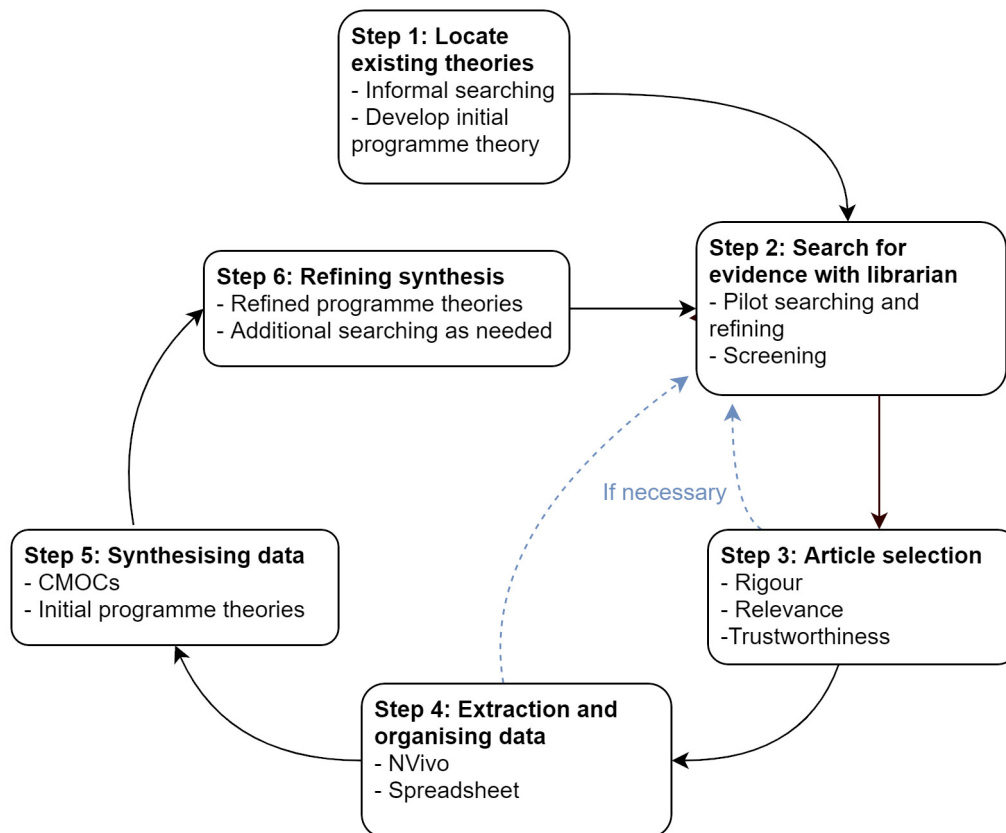 Step 1: Locate
existing theories
- Informal searching
- Develop initial
programme theory
Step 2: Search for
evidence with librarian
- Pilot searching and
refining
- Screening
Step 6: Refining synthesis
- Refined programme theories
- Additional searching as needed
If necessary
Step 3: Article selection
- Rigour
- Relevance
-Trustworthiness
Step 5: Synthesising data
- CMOCs
- Initial programme theories
Step 4: Extraction and
organising data
- NVivo
- Spreadsheet